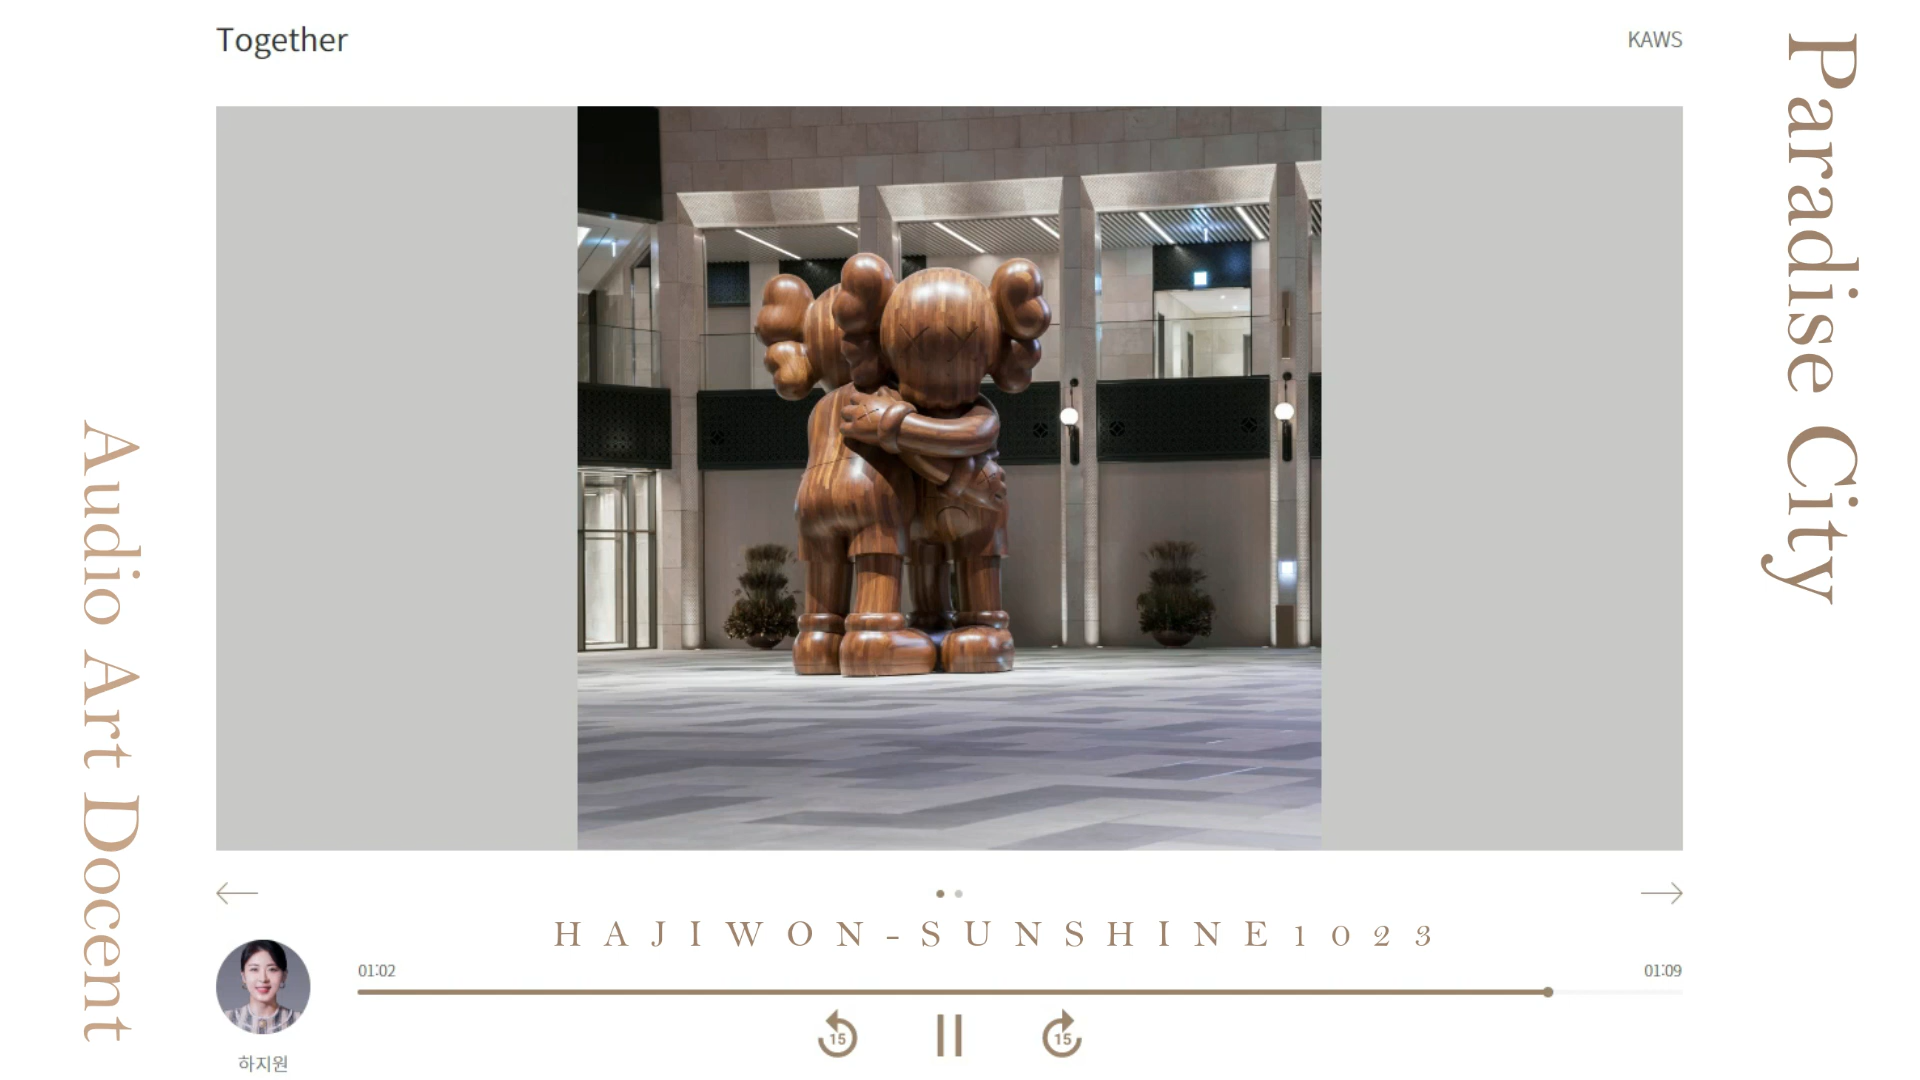 Together
KAWS
Paradise City
Audio Art Docent
HAJIWON-SUNSHINE1023
01:02
01:09
15
15
하지원